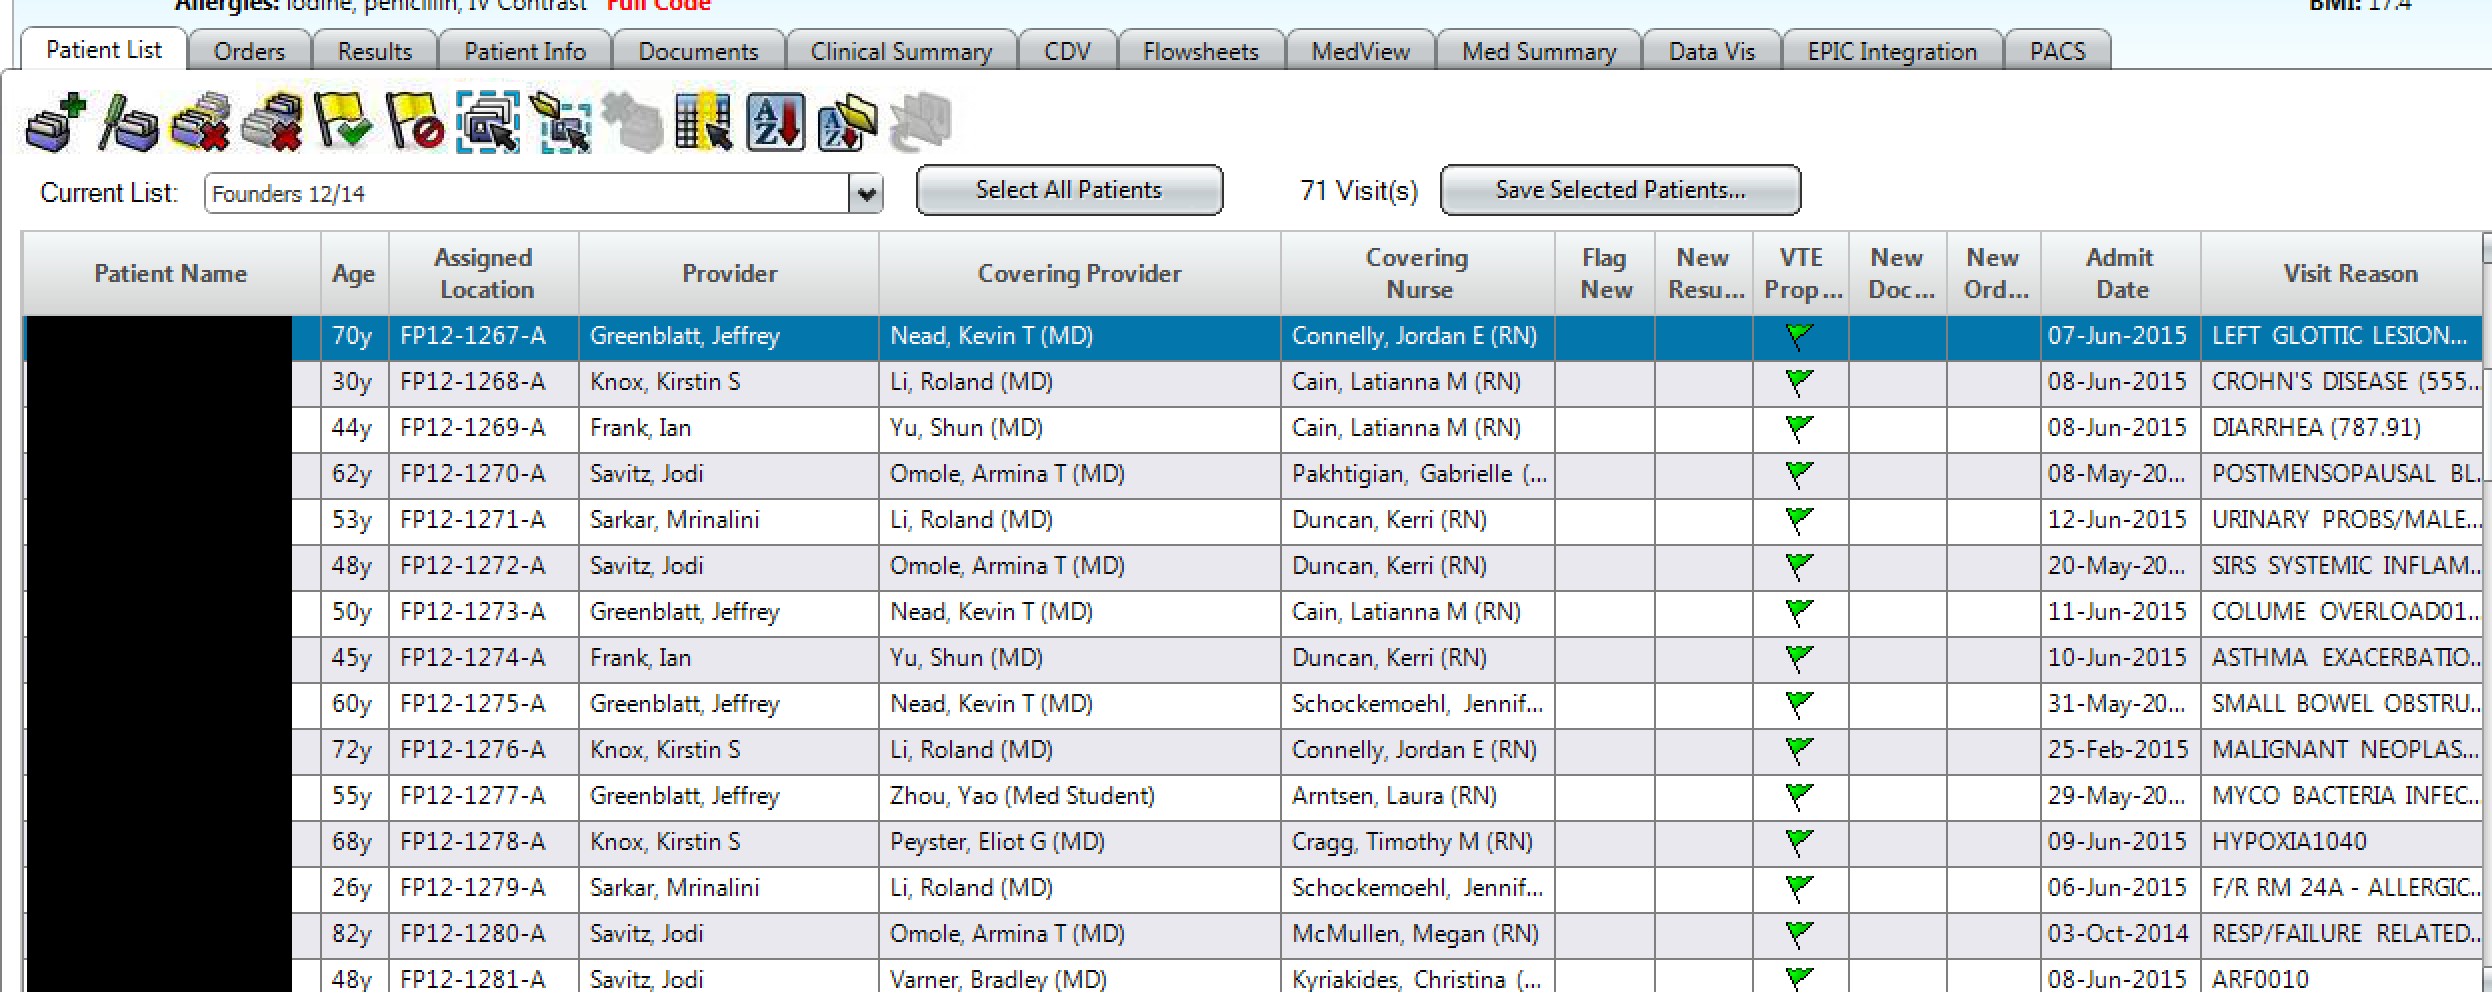 Allergies: Iodine, penicillin, IV Contrast Full Code BMI: 17.4
Patient List Orders Results Patient Info Documents Clinical Summary CDV Flowsheets MedView Med Summary Data Vis EPIC Integration PACS
Current List: Founders 12/14 Select All Patients 71 Visit(s) Save Selected Patients...
Patient Name Age Assigned Location Provider Covering Provider Covering Nurse Flag New New Resu... VTE Prop... New Doc... New Ord... Admit Date Visit Reason
70y FP12-1267-A Greenblatt, Jeffrey Nead, Kevin T (MD) Connelly, Jordan E (RN) 07-Jun-2015 LEFT GLOTTIC LESION...
30y FP12-1268-A Knox, Kirstin S Li, Roland (MD) Cain, Latianna M (RN) 08-Jun-2015 CROHN'S DISEASE (555...
44y FP12-1269-A Frank, Ian Yu, Shun (MD) Cain, Latianna M (RN) 08-Jun-2015 DIARRHEA (787.91)
62y FP12-1270-A Savitz, Jodi Omole, Armina T (MD) Pakhtigian, Gabrielle (... 08-May-20... POSTMENSOPAUSAL BL...
53y FP12-1271-A Sarkar, Mrinalini Li, Roland (MD) Duncan, Kerri (RN) 12-Jun-2015 URINARY PROBS/MALE...
48y FP12-1272-A Savitz, Jodi Omole, Armina T (MD) Duncan, Kerri (RN) 20-May-20... SIRS SYSTEMIC INFLAM...
50y FP12-1273-A Greenblatt, Jeffrey Nead, Kevin T (MD) Cain, Latianna M (RN) 11-Jun-2015 COLUME OVERLOAD01...
45y FP12-1274-A Frank, Ian Yu, Shun (MD) Duncan, Kerri (RN) 10-Jun-2015 ASTHMA EXACERBATIO...
60y FP12-1275-A Greenblatt, Jeffrey Nead, Kevin T (MD) Schockemoehl, Jennif... 31-May-20... SMALL BOWEL OBSTRU...
72y FP12-1276-A Knox, Kirstin S Li, Roland (MD) Connelly, Jordan E (RN) 25-Feb-2015 MALIGNANT NEOPLAS...
55y FP12-1277-A Greenblatt, Jeffrey Zhou, Yao (Med Student) Arntsen, Laura (RN) 29-May-20... MYCO BACTERIA INFEC...
68y FP12-1278-A Knox, Kirstin S Peyster, Eliot G (MD) Cragg, Timothy M (RN) 09-Jun-2015 HYPOXIA1040
26y FP12-1279-A Sarkar, Mrinalini Li, Roland (MD) Schockemoehl, Jennif... 06-Jun-2015 F/R RM 24A - ALLERGIC...
82y FP12-1280-A Savitz, Jodi Omole, Armina T (MD) McMullen, Megan (RN) 03-Oct-2014 RESP/FAILURE RELATED...
48y FP12-1281-A Savitz, Jodi Varner, Bradley (MD) Kyriakides, Christina (... 08-Jun-2015 ARF0010